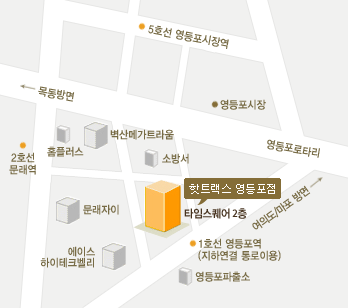 5호선 영등포시장역
목동방면
영등포시장
벽산메가트라움
홈플러스
소방서
영등포로타리
2호선
문래역
핫트랙스 영등포점
타임스퀘어 2층
여의도/마포 방면
문래자이
에이스
하이테크벨리
1호선 영등포역
(지하연결 통로이용)
영등포파출소